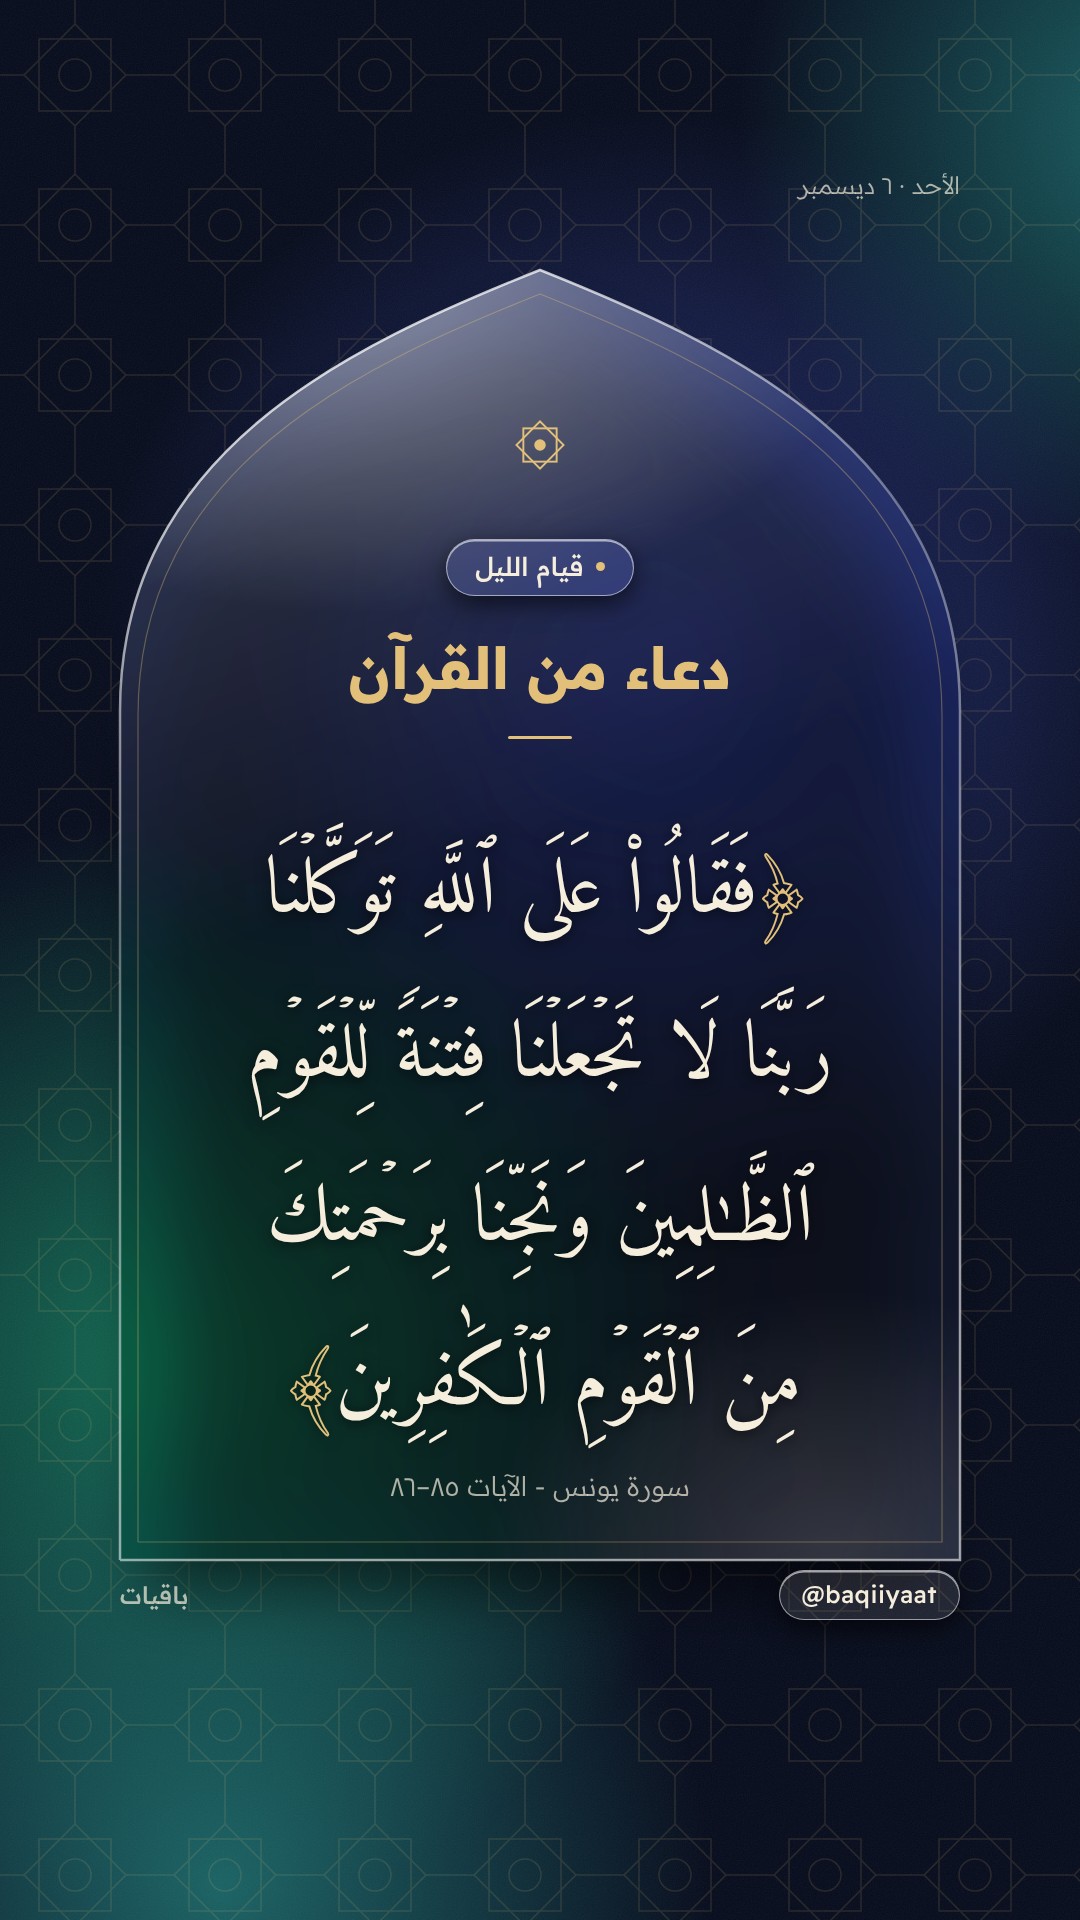 الأحد · ٦ ديسمبر
قيام الليل
دعاء من القرآن
﴿فَقَالُوا۟ عَلَى ٱللَّهِ تَوَكَّلۡنَا
رَبَّنَا لَا تَجۡعَلۡنَا فِتۡنَةٗ لِّلۡقَوۡمِ
ٱلظَّـٰلِمِينَ وَنَجِّنَا بِرَحۡمَتِكَ
مِنَ ٱلۡقَوۡمِ ٱلۡكَـٰفِرِينَ﴾
سورة يونس - الآيات ٨٥–٨٦
@baqiiyaat
باقيات